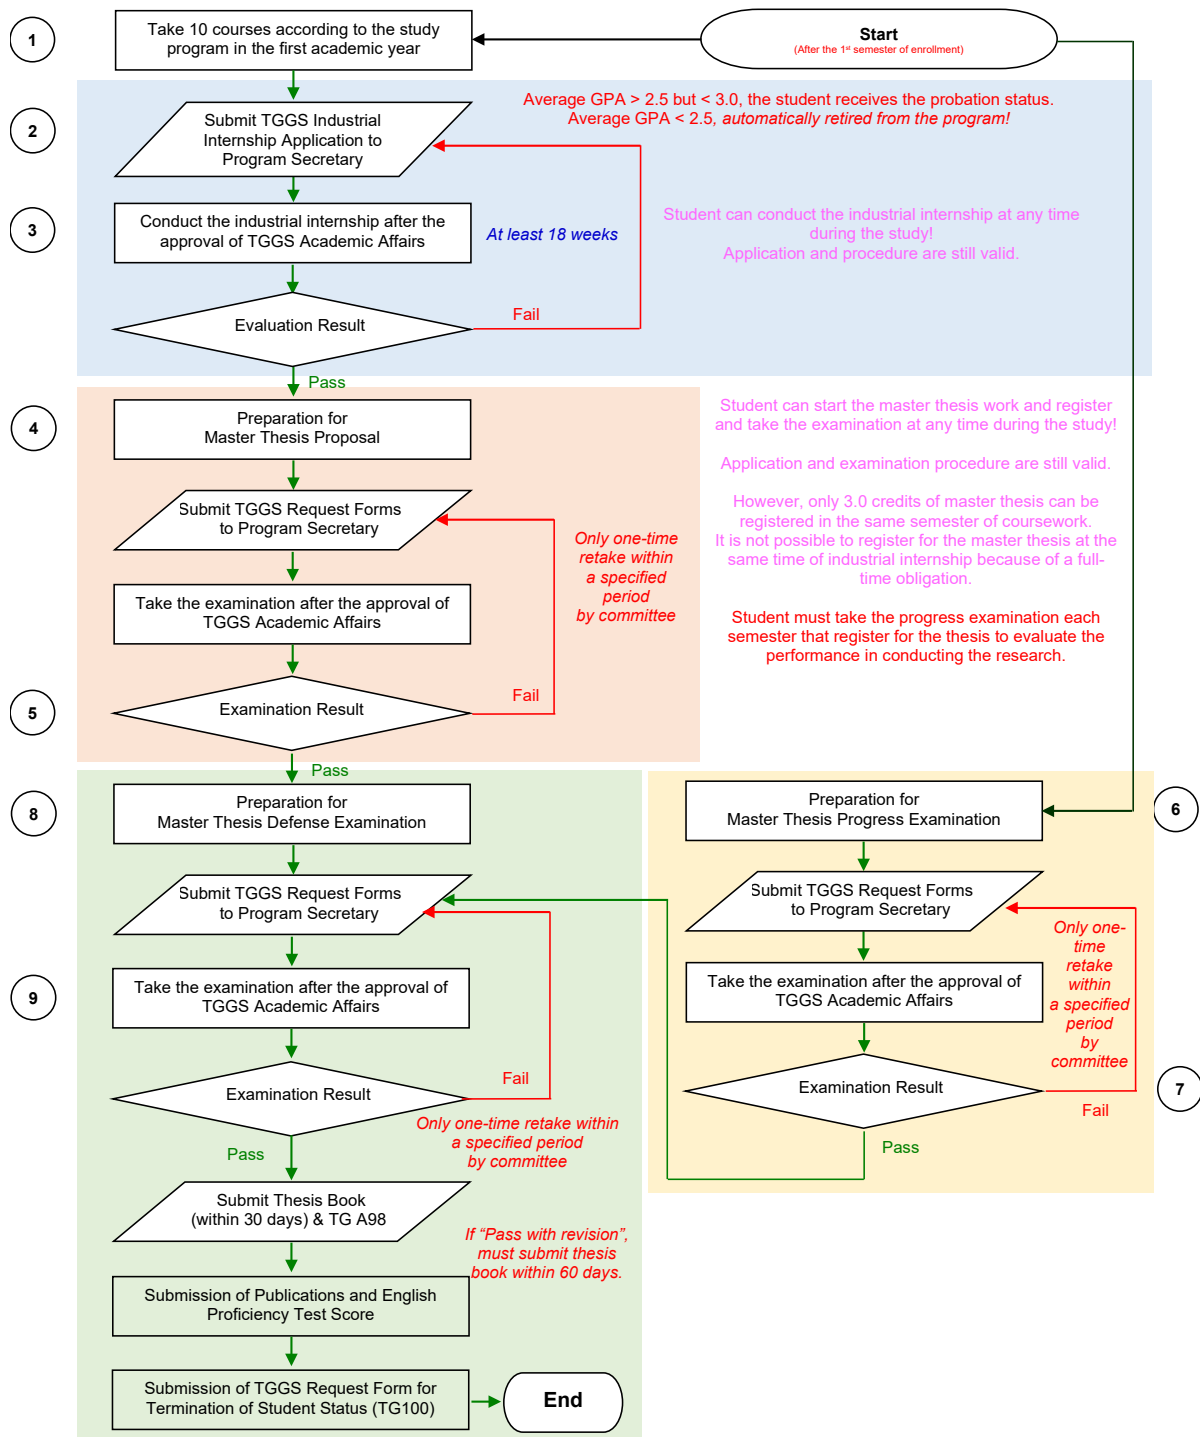 1
Take 10 courses according to the study
program in the first academic year
Start
(After the 1st semester of enrollment)
2
Submit TGGS Industrial
Internship Application to
Program Secretary
Average GPA > 2.5 but < 3.0, the student receives the probation status.
Average GPA < 2.5, automatically retired from the program!
3
Conduct the industrial internship after the
approval of TGGS Academic Affairs
At least 18 weeks
Student can conduct the industrial internship at any time
during the study!
Application and procedure are still valid.
Evaluation Result
Fail
Pass
4
Preparation for
Master Thesis Proposal
Submit TGGS Request Forms
to Program Secretary
Only one-time
retake within
a specified
period
by committee
Take the examination after the approval of
TGGS Academic Affairs
5
Examination Result
Fail
Pass
Student can start the master thesis work and register
and take the examination at any time during the study!
Application and examination procedure are still valid.
However, only 3.0 credits of master thesis can be
registered in the same semester of coursework.
It is not possible to register for the master thesis at the
same time of industrial internship because of a full-
time obligation.
Student must take the progress examination each
semester that register for the thesis to evaluate the
performance in conducting the research.
6
Preparation for
Master Thesis Progress Examination
Submit TGGS Request Forms
to Program Secretary
Only one-
time
retake
within
a specified
period
by
committee
Take the examination after the approval of
TGGS Academic Affairs
7
Examination Result
Fail
Pass
8
Preparation for
Master Thesis Defense Examination
Submit TGGS Request Forms
to Program Secretary
9
Take the examination after the approval of
TGGS Academic Affairs
Examination Result
Fail
Only one-time retake within
a specified period
by committee
Pass
Submit Thesis Book
(within 30 days) & TG A98
If “Pass with revision”,
must submit thesis
book within 60 days.
Submission of Publications and English
Proficiency Test Score
Submission of TGGS Request Form for
Termination of Student Status (TG100)
End